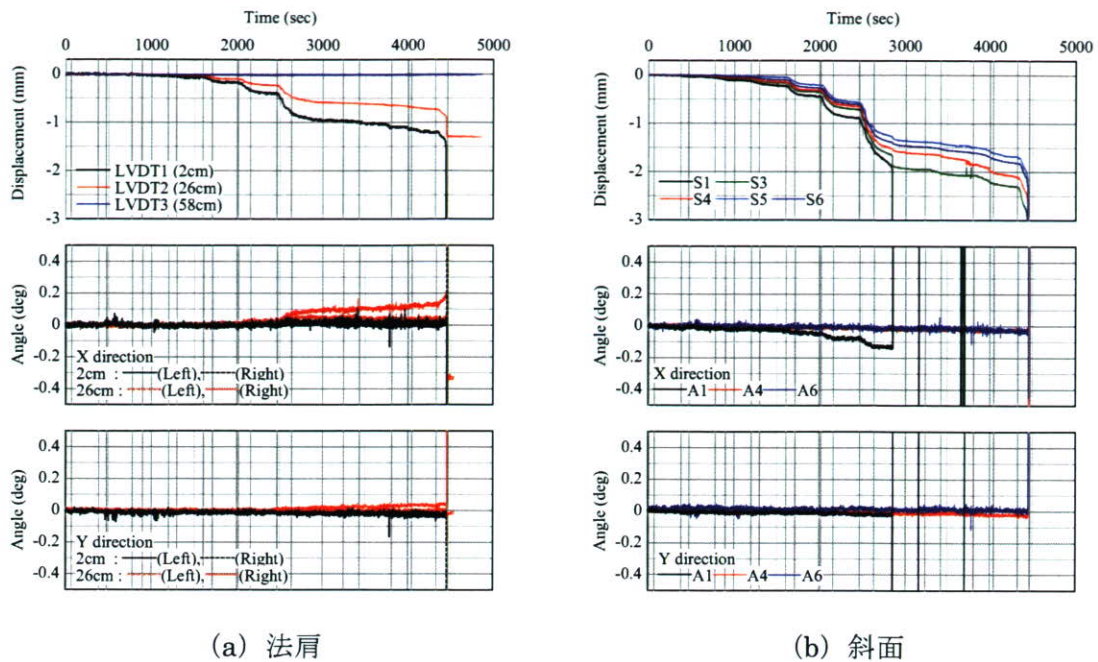 Time (sec)
0 1000 2000 3000 4000 5000
Displacement (mm)
0
-1
-2
-3
LVDT1 (2cm)
LVDT2 (26cm)
LVDT3 (58cm)
Angle (deg)
0.4
0.2
0
-0.2
-0.4
X direction
2cm : (Left), (Right)
26cm : (Left), (Right)
Angle (deg)
0.4
0.2
0
-0.2
-0.4
Y direction
2cm : (Left), (Right)
26cm : (Left), (Right)
(a) 法肩
Time (sec)
0 1000 2000 3000 4000 5000
Displacement (mm)
0
-1
-2
-3
S1 S3
S4 S5 S6
Angle (deg)
0.4
0.2
0
-0.2
-0.4
X direction
A1 A4 A6
Angle (deg)
0.4
0.2
0
-0.2
-0.4
Y direction
A1 A4 A6
(b) 斜面